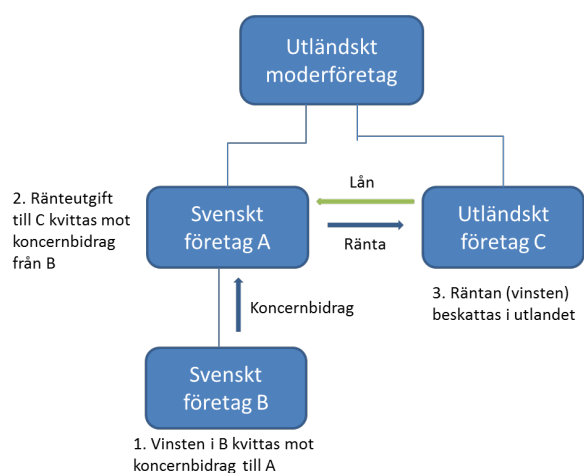 Utländskt
moderföretag
Lån
2. Ränteutgift
till C kvittas mot
koncernbidrag
från B
Svenskt
företag A
Utländskt
företag C
Ränta
3. Räntan (vinsten)
beskattas i utlandet
Koncernbidrag
Svenskt
företag B
1. Vinsten i B kvittas mot
koncernbidrag till A